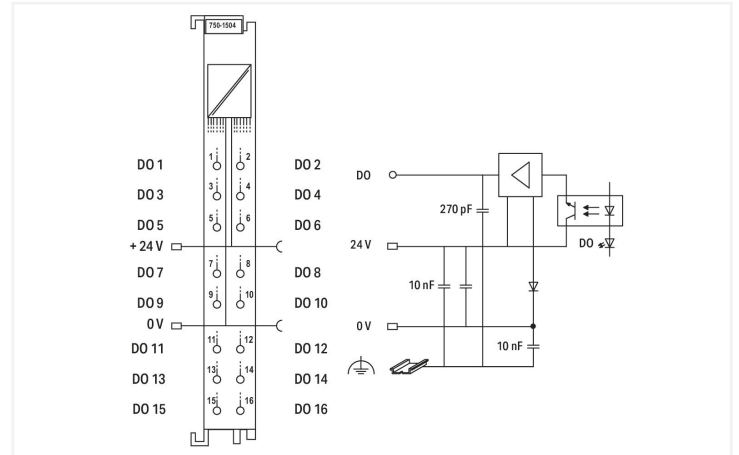 750-1504
DO 1
1
2
DO 2
DO 3
3
4
DO 4
DO 5
5
6
DO 6
+ 24 V
DO 7
7
8
DO 8
DO 9
9
10
DO 10
0 V
DO 11
11
12
DO 12
DO 13
13
14
DO 14
DO 15
15
16
DO 16
DO
270 pF
DO
24 V
10 nF
0 V
10 nF